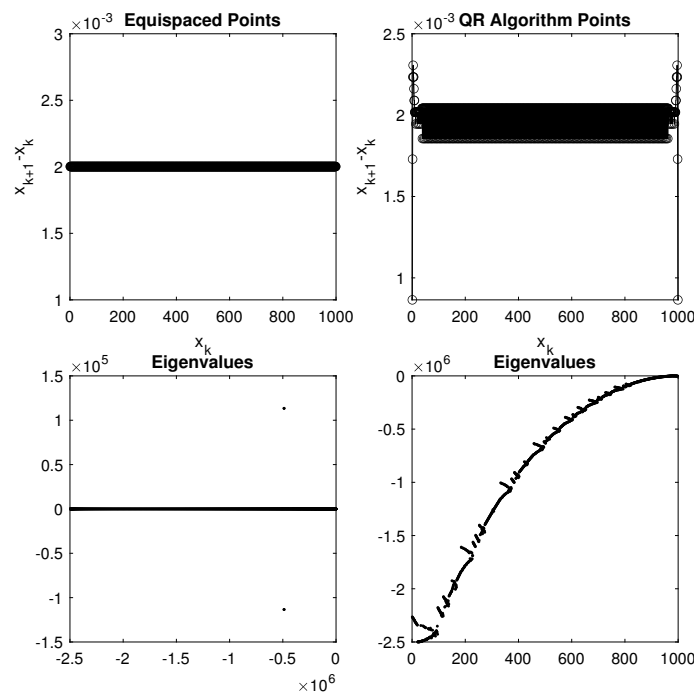 ×10⁻³ Equispaced Points
3
2.5
2
1.5
1
x_{k+1}-x_k
0 200 400 600 800 1000
x_k
×10⁻³ QR Algorithm Points
2.5
2
1.5
1
x_{k+1}-x_k
0 200 400 600 800 1000
x_k
×10⁵ Eigenvalues
1.5
1
0.5
0
-0.5
-1
-1.5
-2.5 -2 -1.5 -1 -0.5 0
×10⁶
×10⁶ Eigenvalues
0
-0.5
-1
-1.5
-2
-2.5
0 200 400 600 800 1000